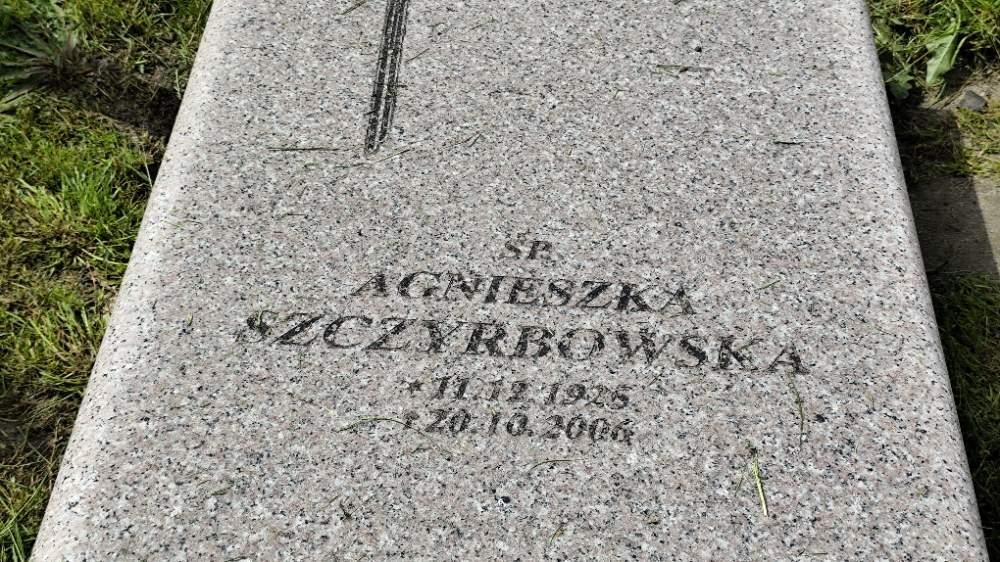 ŚP.
AGNIESZKA
SZCZYRBOWSKA
* 11.12.1926
† 20.10.2006